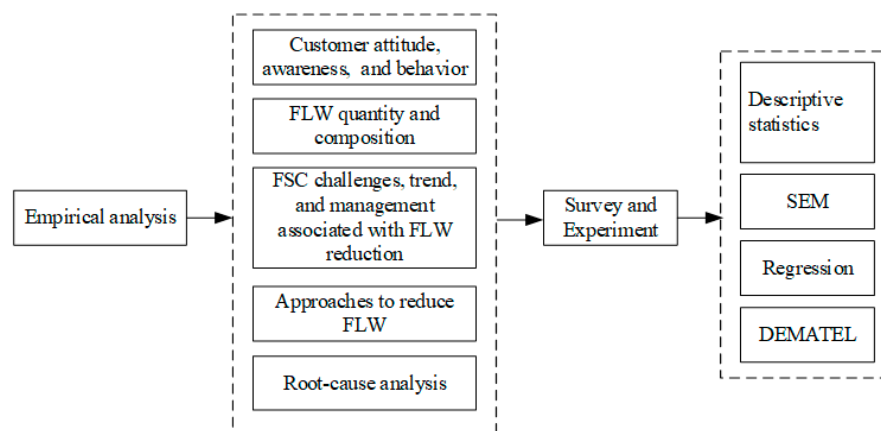 Empirical analysis
Customer attitude,
awareness, and behavior
FLW quantity and
composition
FSC challenges, trend,
and management
associated with FLW
reduction
Approaches to reduce
FLW
Root-cause analysis
Survey and
Experiment
Descriptive
statistics
SEM
Regression
DEMATEL